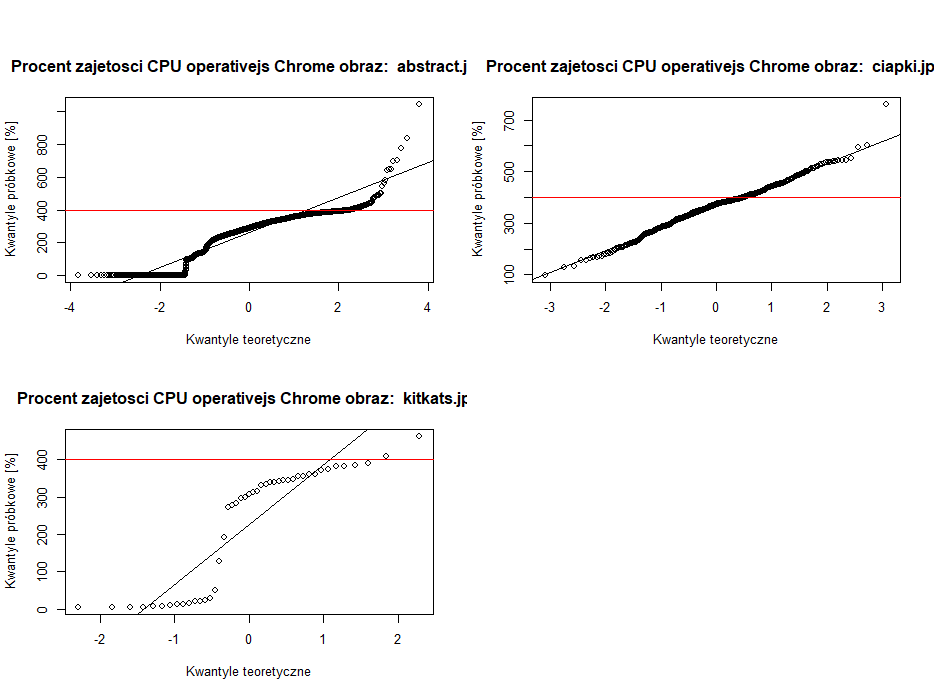 Procent zajetosci CPU operativejs Chrome obraz:  abstract.j
Kwantyle próbkowe [%]
800
600
400
200
0
-4 -2 0 2 4
Kwantyle teoretyczne
Procent zajetosci CPU operativejs Chrome obraz:  ciapki.jp
Kwantyle próbkowe [%]
700
500
300
100
-3 -2 -1 0 1 2 3
Kwantyle teoretyczne
Procent zajetosci CPU operativejs Chrome obraz:  kitkats.jp
Kwantyle próbkowe [%]
400
300
200
100
0
-2 -1 0 1 2
Kwantyle teoretyczne